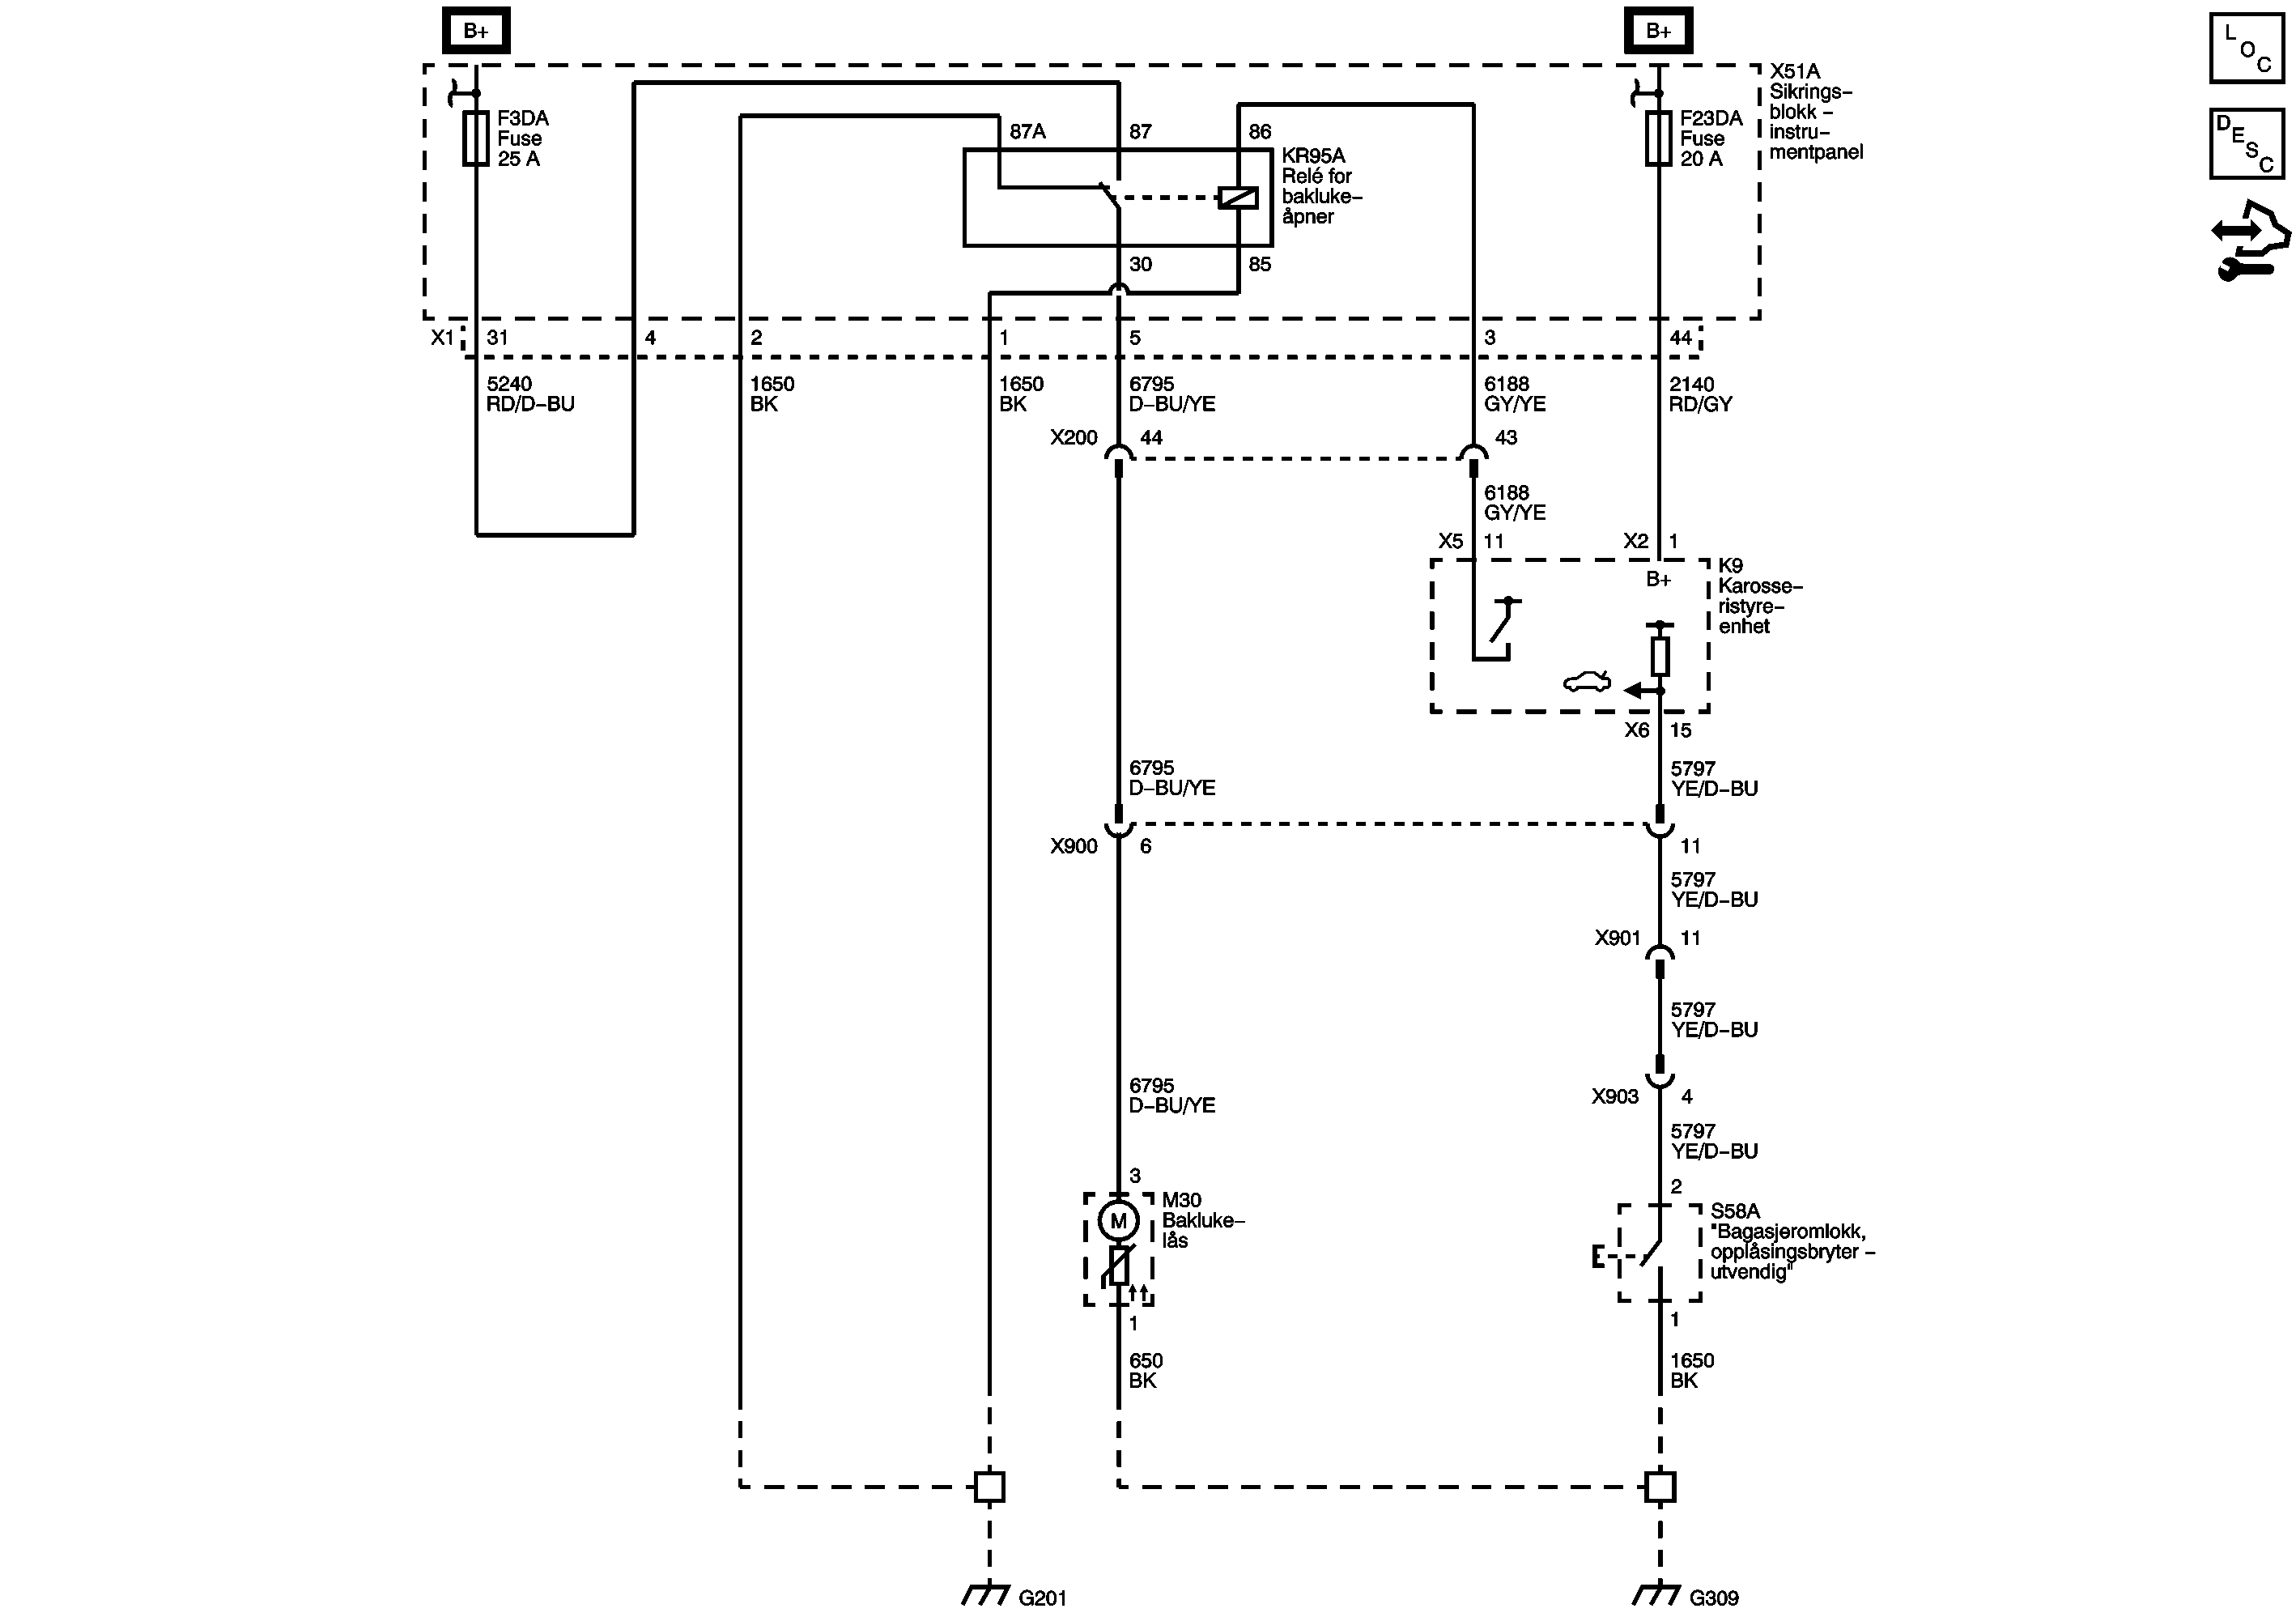 B+
B+
L
O
C
D
E
S
C
X51A
Sikrings–
blokk –
instru–
mentpanel
F3DA
Fuse
25 A
F23DA
Fuse
20 A
87A
87
86
KR95A
Relé for
bakluke–
åpner
30
85
X1
31
4
2
1
5
3
44
5240
RD/D–BU
1650
BK
1650
BK
6795
D–BU/YE
6188
GY/YE
2140
RD/GY
X200
44
43
6188
GY/YE
X5
11
X2
1
B+
K9
Karosse–
ristyre–
enhet
X6
15
6795
D–BU/YE
5797
YE/D–BU
X900
6
11
5797
YE/D–BU
X901
11
5797
YE/D–BU
6795
D–BU/YE
X903
4
5797
YE/D–BU
3
2
M
M30
Bakluke–
lås
S58A
"Bagasjeromlokk,
opplåsingsbryter –
utvendig"
1
1
650
BK
1650
BK
G201
G309